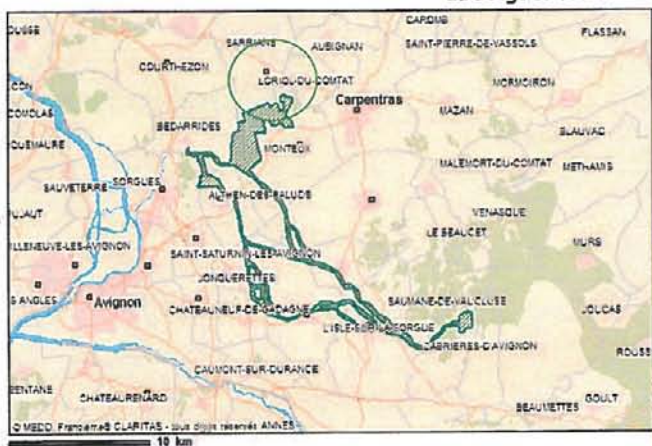 CAROMB
FLASSAN
SARRIANS
AUBIGNAN
SAINT-PIERRE-DE-VASSOLS
COURTHEZON
LORIOL-DU-COMTAT
MORMOIRON
Carpentras
MAZAN
BEDARRIDES
BLAUVAC
MONTEUX
MALEMORT-DU-COMTAT
METHAMIS
SAUVETERRE
SORGUES
ALTHEN-DES-PALUDS
VENASQUE
VILLENEUVE-LES-AVIGNON
LE BEAUCET
MURS
SAINT-SATURNIN-LES-AVIGNON
JONQUERETTES
SAUMANE-DE-VAUCLUSE
Avignon
JOUCAS
CHATEAUNEUF-DE-GADAGNE
L'ISLE-SUR-LA-SORGUE
CABRIERES-D'AVIGNON
CAUMONT-SUR-DURANCE
CHATEAURENARD
GOULT
BEAUMETTES
10 km